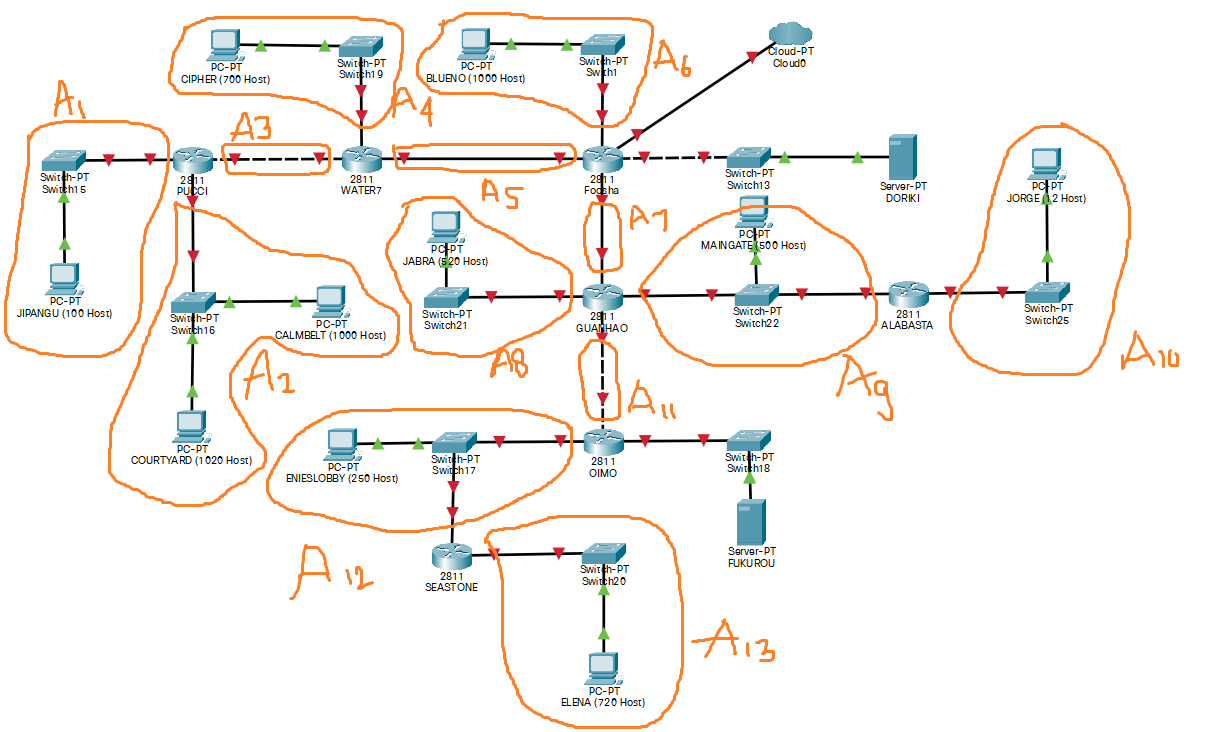 PC-PT
CIPHER (700 Host)
Switch-PT
Switch19
A4
PC-PT
BLUENO (1000 Host)
Switch-PT
Swith1
A6
Cloud-PT
Cloud0
A1
Switch-PT
Switch15
2811
PUCCI
A3
2811
WATER7
A5
2811
Foosha
Switch-PT
Switch13
Server-PT
DORIKI
PC-PT
JIPANGU (100 Host)
Switch-PT
Switch16
PC-PT
CALMBELT (1000 Host)
A2
PC-PT
COURTYARD (1020 Host)
PC-PT
JABRA (520 Host)
Switch-PT
Switch21
A8
A7
2811
GUANHAO
PC-PT
MAINGATE (500 Host)
Switch-PT
Switch22
A9
2811
ALABASTA
PC-PT
JORGE Host)
Switch-PT
Switch25
A10
A11
PC-PT
ENIESLOBBY (250 Host)
Switch-PT
Switch17
2811
OIMO
Switch-PT
Switch18
Server-PT
FUKUROU
A12
2811
SEASTONE
Switch-PT
Switch20
PC-PT
ELENA (720 Host)
A13